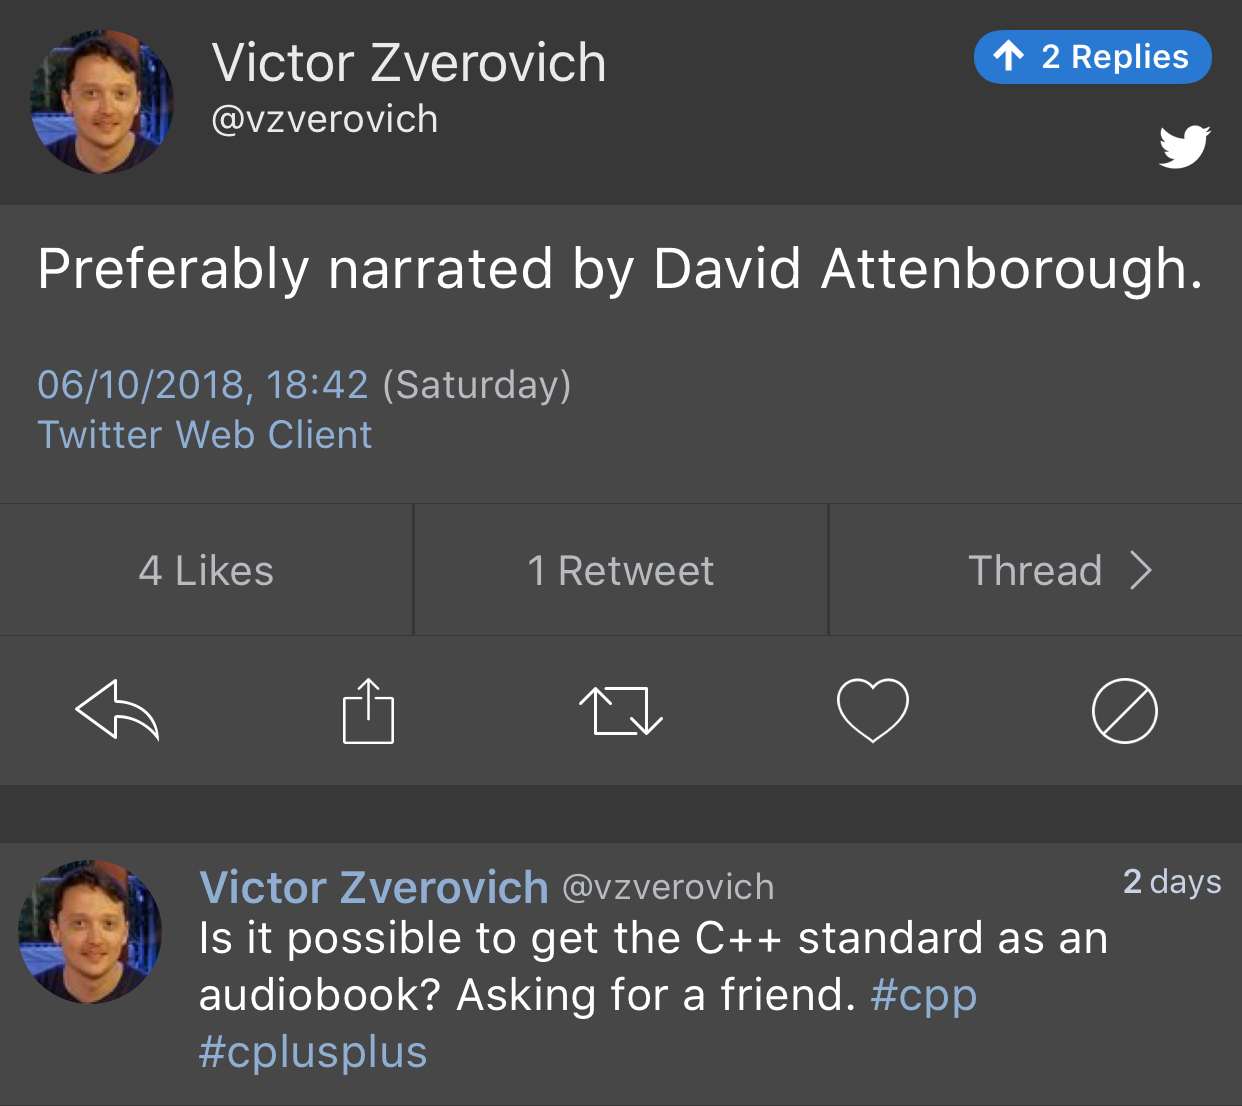 Victor Zverovich
@vzverovich
2 Replies
Preferably narrated by David Attenborough.
06/10/2018, 18:42 (Saturday)
Twitter Web Client
4 Likes
1 Retweet
Thread
Victor Zverovich @vzverovich
2 days
Is it possible to get the C++ standard as an
audiobook? Asking for a friend. #cpp
#cplusplus